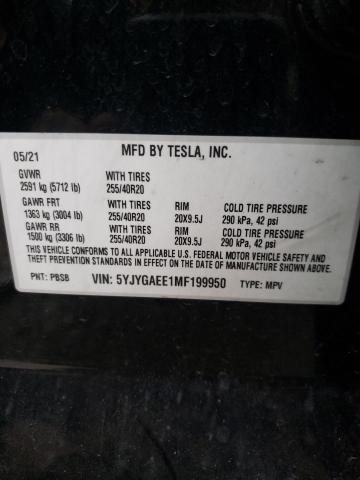 05/21 MFD BY TESLA, INC.
GVWR WITH TIRES
2591 kg (5712 lb) 255/40R20
GAWR FRT WITH TIRES RIM COLD TIRE PRESSURE
1363 kg (3004 lb) 255/40R20 20X9.5J 290 kPa, 42 psi
GAWR RR WITH TIRES RIM COLD TIRE PRESSURE
1500 kg (3306 lb) 255/40R20 20X9.5J 290 kPa, 42 psi
THIS VEHICLE CONFORMS TO ALL APPLICABLE U.S. FEDERAL MOTOR VEHICLE SAFETY AND
THEFT PREVENTION STANDARDS IN EFFECT ON THE DATE OF MANUFACTURE SHOWN ABOVE.
PNT: PBSB VIN: 5YJYGAEE1MF199950 TYPE: MPV